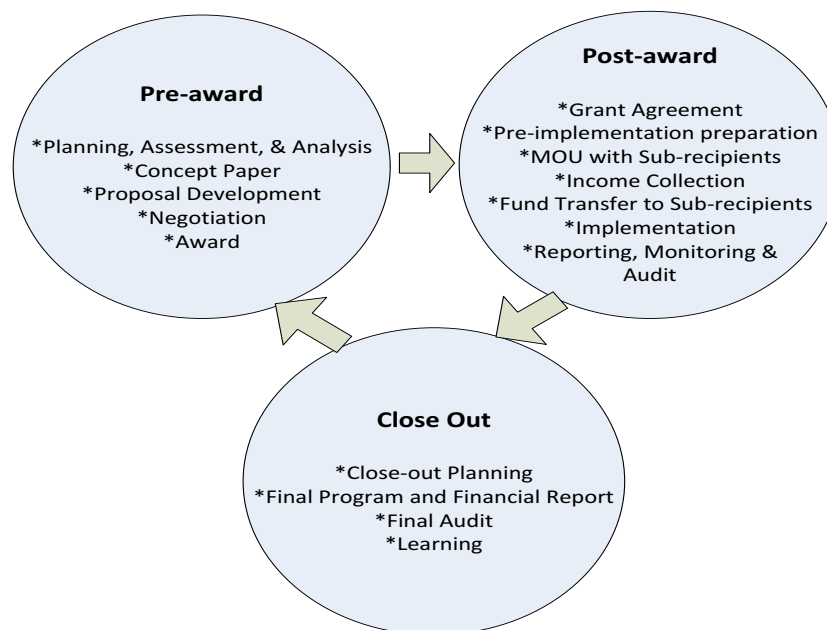 Pre-award
*Planning, Assessment, & Analysis
*Concept Paper
*Proposal Development
*Negotiation
*Award
Post-award
*Grant Agreement
*Pre-implementation preparation
*MOU with Sub-recipients
*Income Collection
*Fund Transfer to Sub-recipients
*Implementation
*Reporting, Monitoring &
Audit
Close Out
*Close-out Planning
*Final Program and Financial Report
*Final Audit
*Learning